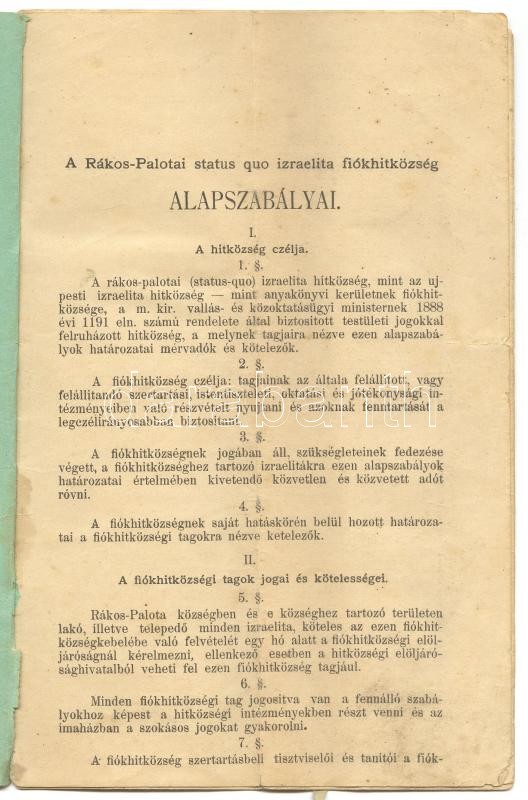 A Rákos-Palotai status quo izraelita fiókhitközség
ALAPSZABÁLYAI.
I.
A hitközség czélja.
1. §.
A rákos-palotai (status-quo) izraelita hitközség, mint az uj-
pesti izraelita hitközség — mint anyakönyvi kerületnek fiókhit-
községe, a m. kir. vallás- és közoktatásügyi ministernek 1888
évi 1191 eln. számú rendelete által biztositott testületi jogokkal
felruházott hitközség, a melynek tagjaira nézve ezen alapszabá-
lyok határozatai mérvadók és kötelezők.
2. §.
A fiókhitközség czélja: tagjainak az általa felállított, vagy
felállitandó szertartási, istentiszteleti, oktatási és jótékonysági in-
tézményeiben való részvételt nyujtani és azoknak fenntartását a
legczélirányosabban biztositani.
3. §.
A fiókhitközségnek jogában áll, szükségleteinek fedezése
végett, a fiókhitközséghez tartozó izraelitákra ezen alapszabályok
határozatai értelmében kivetendő közvetlen és közvetett adót
róvni.
4. §.
A fiókhitközségnek saját hatáskörén belül hozott határoza-
tai a fiókhitközségi tagokra nézve ketelezők.
II.
A fiókhitközségi tagok jogai és kötelességei.
5. §.
Rákos-Palota községben és e községhez tartozó területen
lakó, illetve telepedő minden izraelita, köteles az ezen fiókhit-
községkebelébe való felvételét egy hó alatt a fiókhitközségi elöl-
járóságnál kérelmezni, ellenkező esetben a hitközségi elöljáró-
sághivatalból veheti fel ezen fiókhitközség tagjául.
6. §.
Minden fiókhitközségi tag jogositva van a fennálló szabá-
lyokhoz képest a hitközségi intézményekben részt venni és az
imaházban a szokásos jogokat gyakorolni.
7. §.
A fiókhitközség szertartásbeli tisztviselői és tanitói a fiók-
darabanth